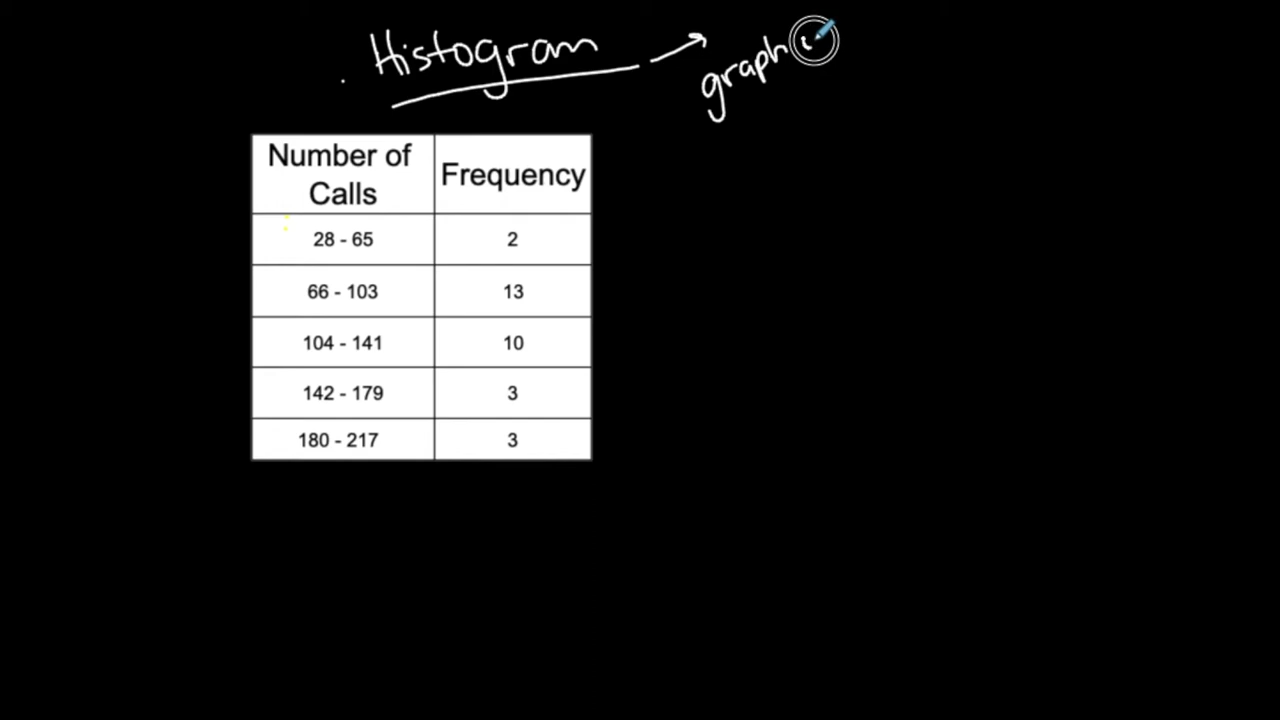 Histogram → graphi
Number of Calls Frequency
28 - 65 2
66 - 103 13
104 - 141 10
142 - 179 3
180 - 217 3